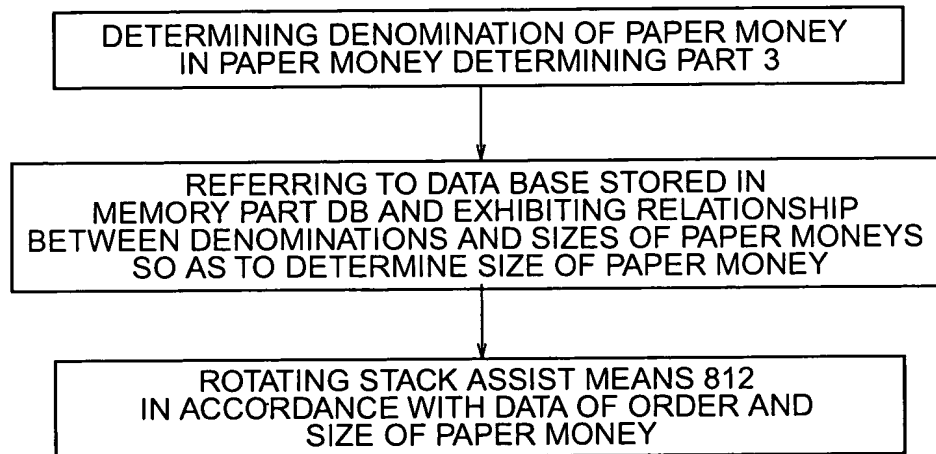 DETERMINING DENOMINATION OF PAPER MONEY
IN PAPER MONEY DETERMINING PART 3
REFERRING TO DATA BASE STORED IN
MEMORY PART DB AND EXHIBITING RELATIONSHIP
BETWEEN DENOMINATIONS AND SIZES OF PAPER MONEYS
SO AS TO DETERMINE SIZE OF PAPER MONEY
ROTATING STACK ASSIST MEANS 812
IN ACCORDANCE WITH DATA OF ORDER AND
SIZE OF PAPER MONEY